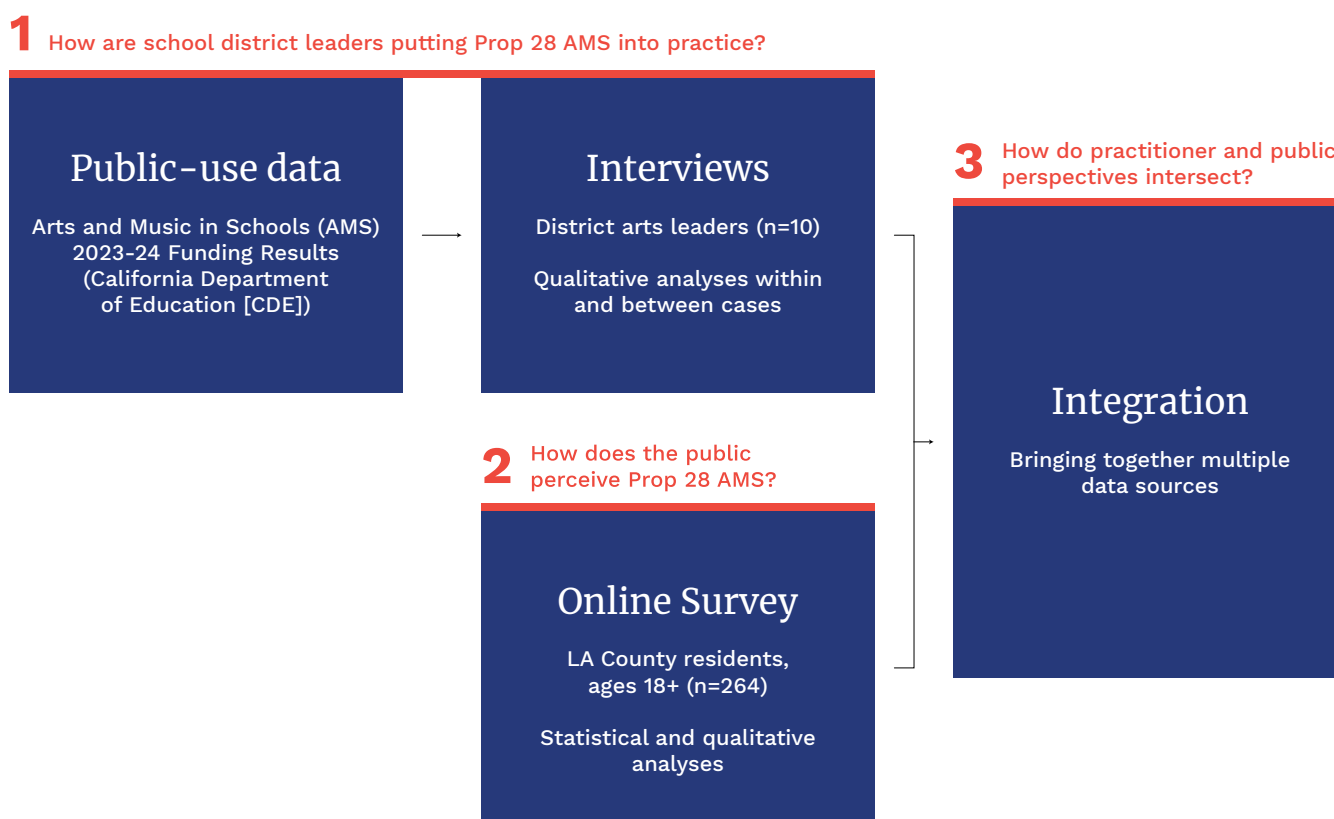 1 How are school district leaders putting Prop 28 AMS into practice?
Public-use data
Arts and Music in Schools (AMS)
2023-24 Funding Results
(California Department
of Education [CDE])
Interviews
District arts leaders (n=10)
Qualitative analyses within
and between cases
2 How does the public
perceive Prop 28 AMS?
Online Survey
LA County residents,
ages 18+ (n=264)
Statistical and qualitative
analyses
3 How do practitioner and public
perspectives intersect?
Integration
Bringing together multiple
data sources